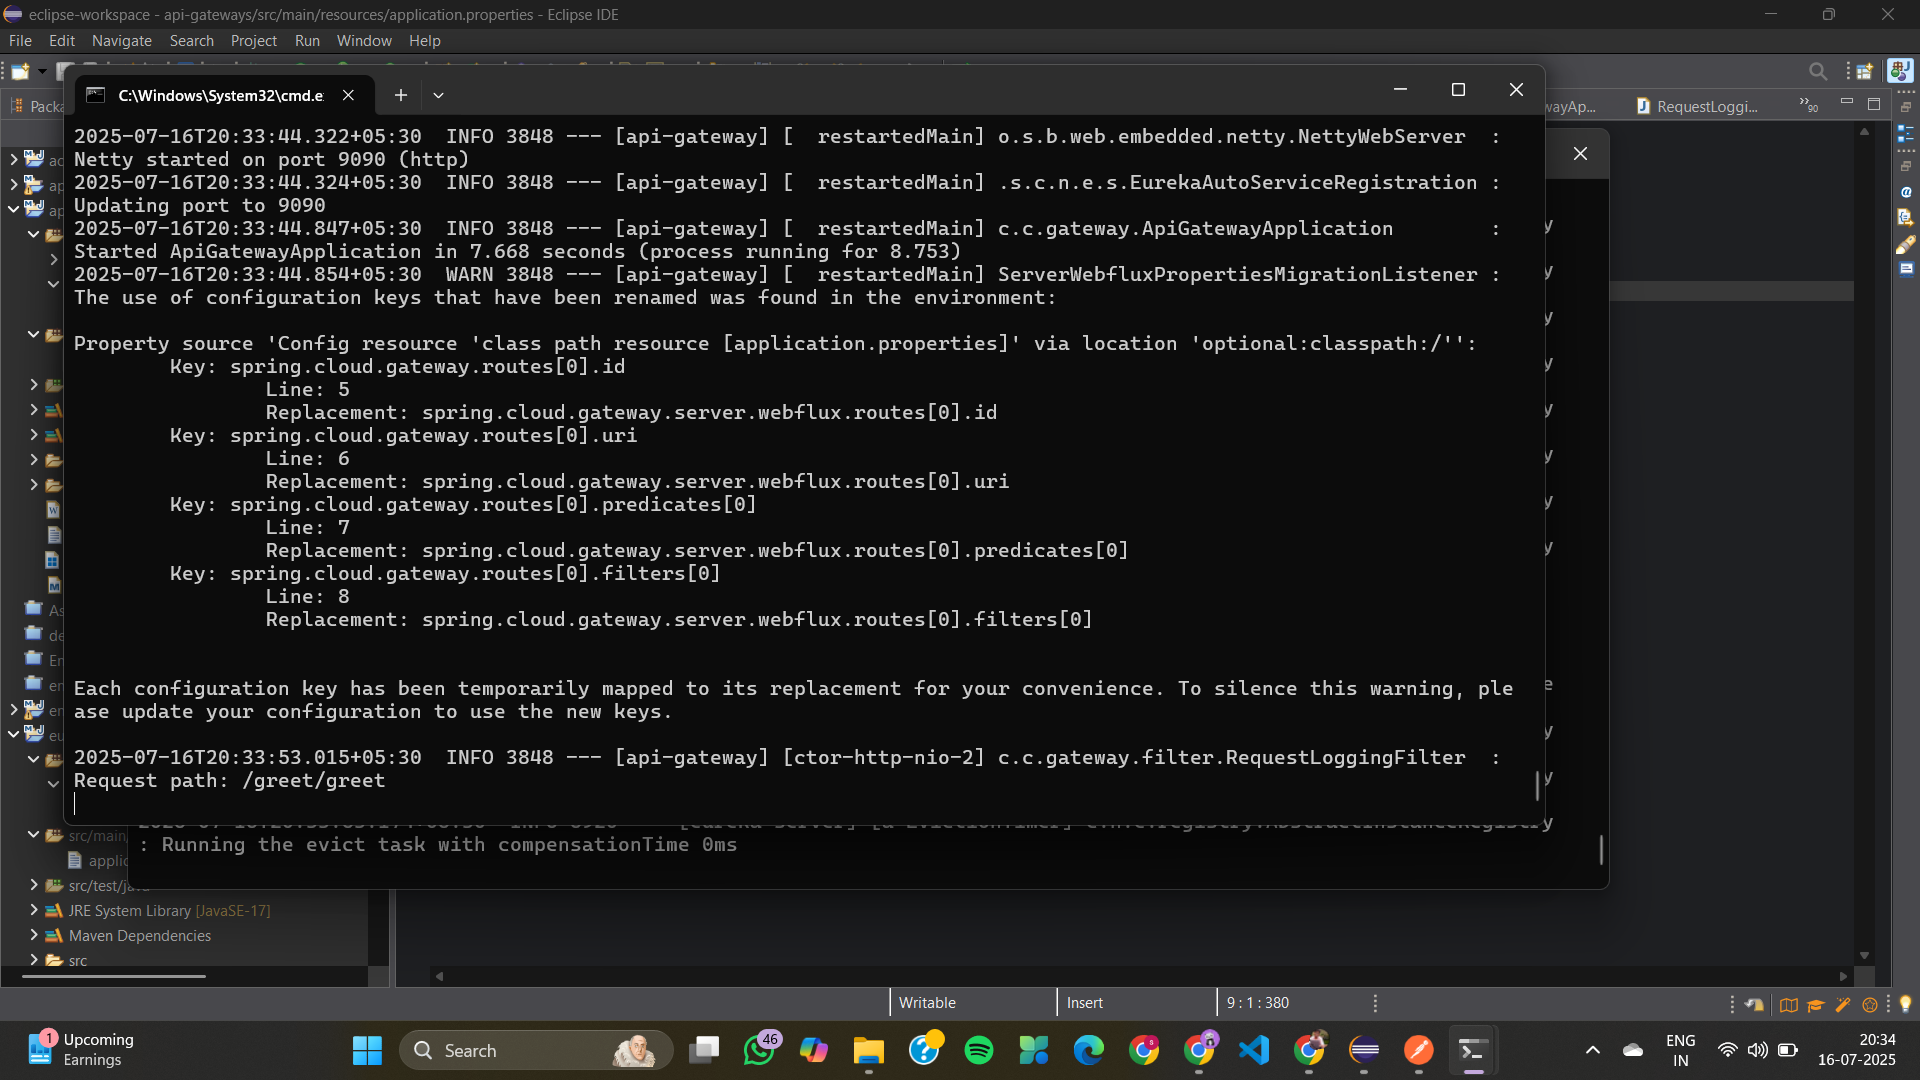 eclipse-workspace - api-gateways/src/main/resources/application.properties - Eclipse IDE
File Edit Navigate Search Project Run Window Help
C:\Windows\System32\cmd.e
RequestLoggi...
90
2025-07-16T20:33:44.322+05:30  INFO 3848 --- [api-gateway] [  restartedMain] o.s.b.web.embedded.netty.NettyWebServer  :
Netty started on port 9090 (http)
2025-07-16T20:33:44.324+05:30  INFO 3848 --- [api-gateway] [  restartedMain] .s.c.n.e.s.EurekaAutoServiceRegistration :
Updating port to 9090
2025-07-16T20:33:44.847+05:30  INFO 3848 --- [api-gateway] [  restartedMain] c.c.gateway.ApiGatewayApplication        :
Started ApiGatewayApplication in 7.668 seconds (process running for 8.753)
2025-07-16T20:33:44.854+05:30  WARN 3848 --- [api-gateway] [  restartedMain] ServerWebfluxPropertiesMigrationListener :
The use of configuration keys that have been renamed was found in the environment:
Property source 'Config resource 'class path resource [application.properties]' via location 'optional:classpath:/'':
Key: spring.cloud.gateway.routes[0].id
Line: 5
Replacement: spring.cloud.gateway.server.webflux.routes[0].id
Key: spring.cloud.gateway.routes[0].uri
Line: 6
Replacement: spring.cloud.gateway.server.webflux.routes[0].uri
Key: spring.cloud.gateway.routes[0].predicates[0]
Line: 7
Replacement: spring.cloud.gateway.server.webflux.routes[0].predicates[0]
Key: spring.cloud.gateway.routes[0].filters[0]
Line: 8
Replacement: spring.cloud.gateway.server.webflux.routes[0].filters[0]
Each configuration key has been temporarily mapped to its replacement for your convenience. To silence this warning, ple
ase update your configuration to use the new keys.
2025-07-16T20:33:53.015+05:30  INFO 3848 --- [api-gateway] [ctor-http-nio-2] c.c.gateway.filter.RequestLoggingFilter  :
Request path: /greet/greet
: Running the evict task with compensationTime 0ms
src/main
applic
src/test/java
JRE System Library [JavaSE-17]
Maven Dependencies
src
Writable Insert 9 : 1 : 380
1 Upcoming
Earnings
Search
46
ENG
IN
20:34
16-07-2025